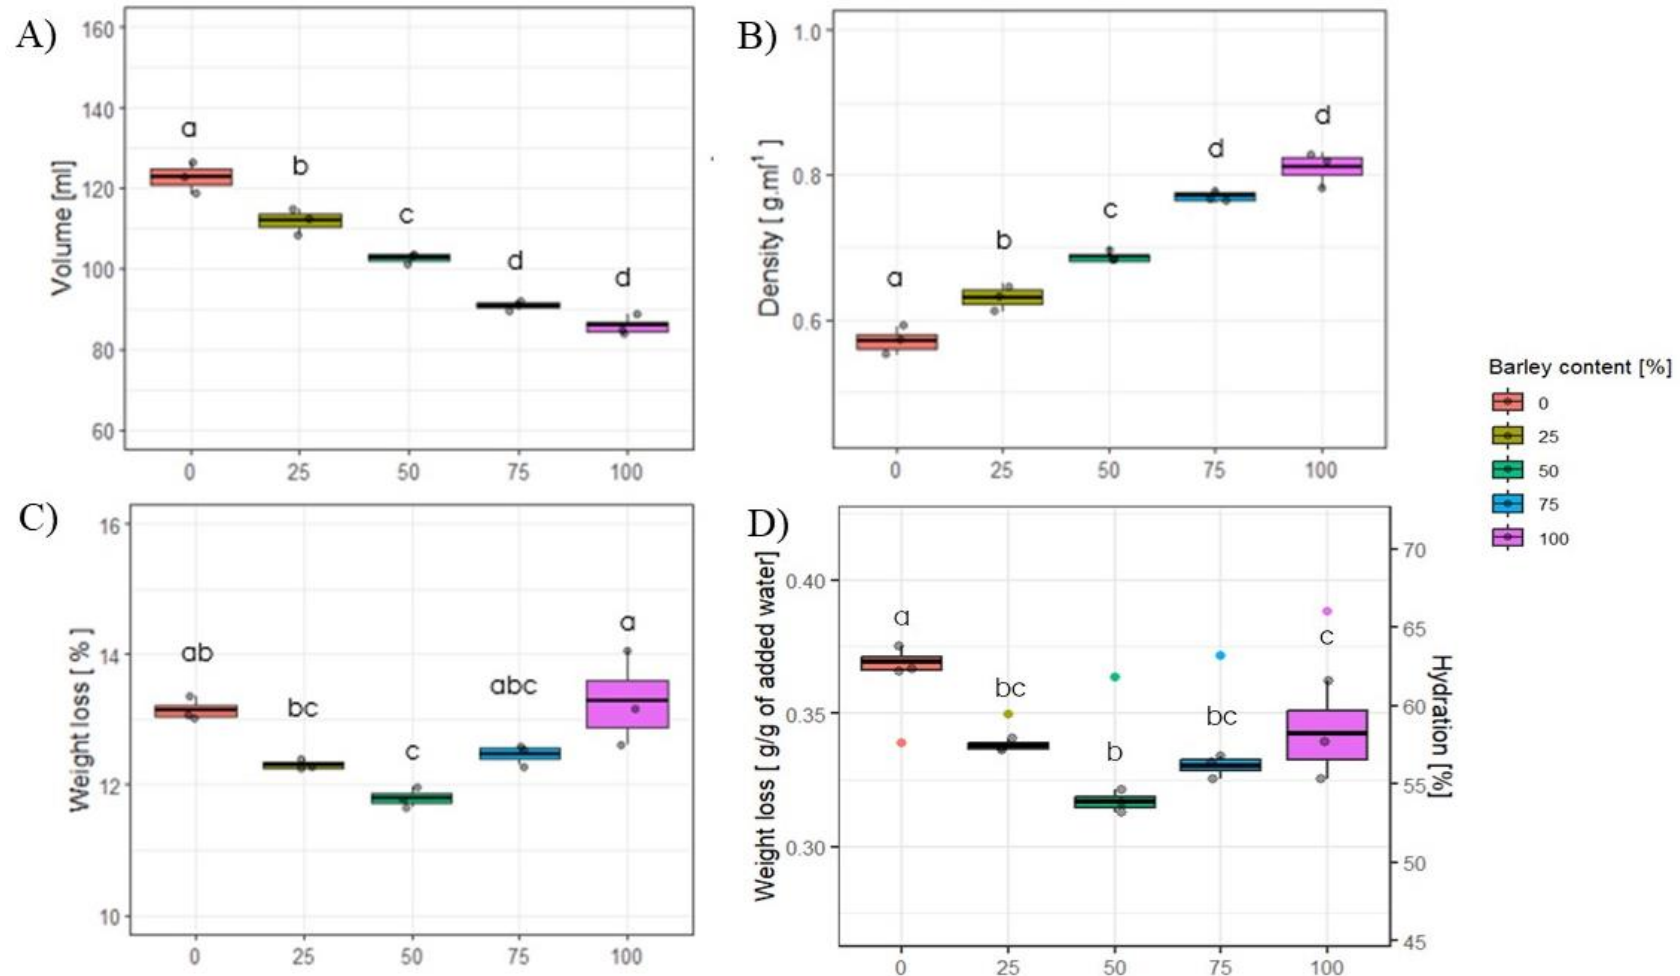 A)
160
140
120
100
80
60
Volume [ml]
a
b
c
d
d
0 25 50 75 100
B)
1.0
0.8
0.6
Density [ g.ml¹ ]
a
b
c
d
d
0 25 50 75 100
Barley content [%]
0
25
50
75
100
C)
16
14
12
10
Weight loss [ % ]
ab
bc
c
abc
a
0 25 50 75 100
D)
0.40
0.35
0.30
Weight loss [ g/g of added water]
a
bc
b
bc
c
70
65
60
55
50
45
Hydration [%]
0 25 50 75 100